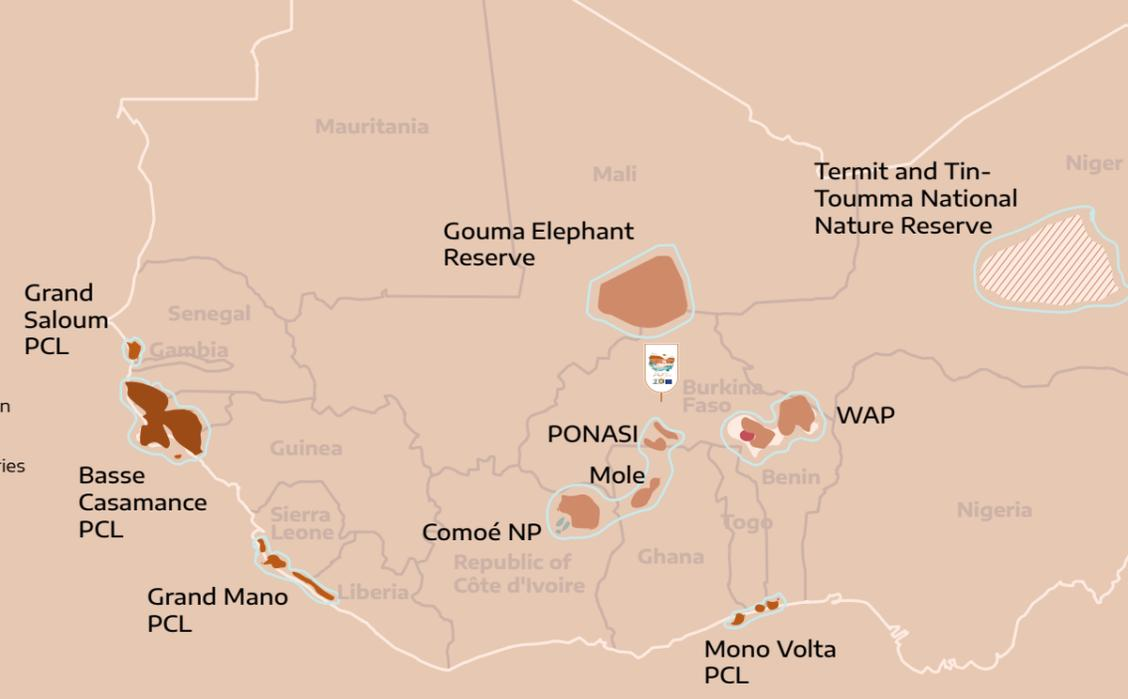 Mauritania
Mali
Niger
Termit and Tin-
Toumma National
Nature Reserve
Gouma Elephant
Reserve
Grand
Saloum
PCL
Senegal
Gambia
Burkina
Faso
n
ries
WAP
PONASI
Mole
Guinea
Benin
Basse
Casamance
PCL
Sierra
Leone
Comoé NP
Togo
Nigeria
Republic of
Côte d'Ivoire
Ghana
Liberia
Grand Mano
PCL
Mono Volta
PCL